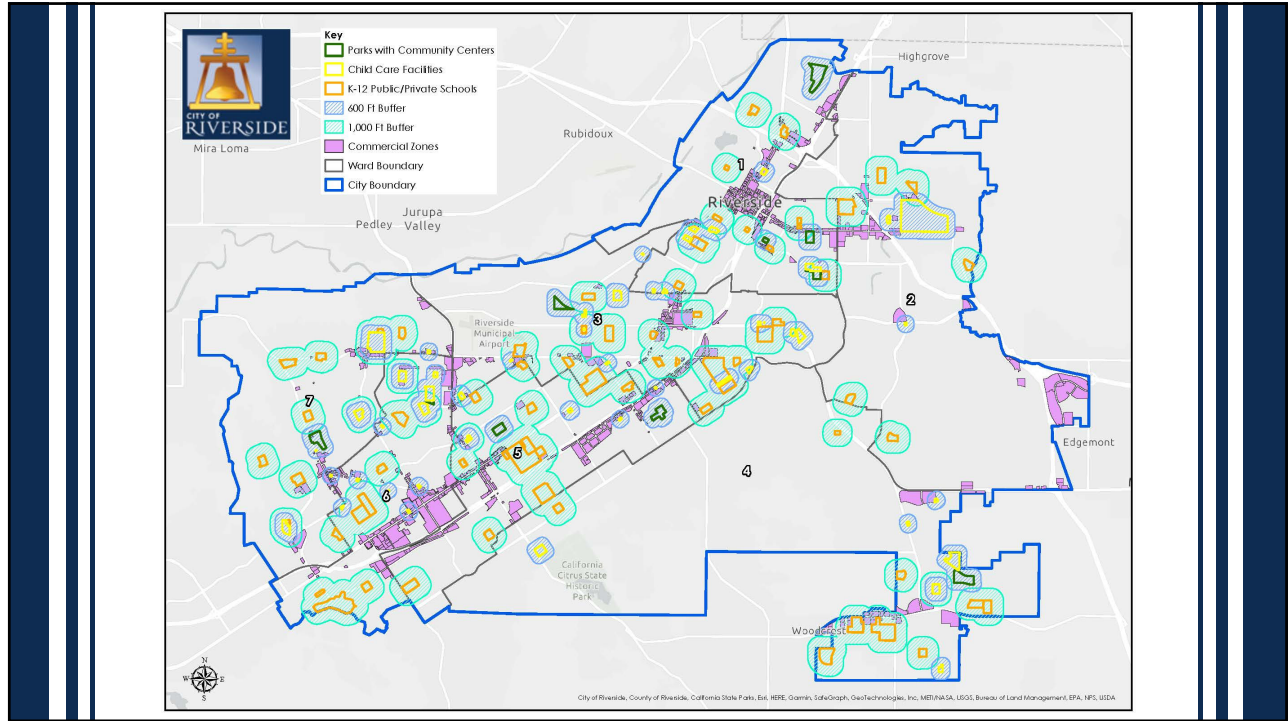 CITY OF
RIVERSIDE
Key
Parks with Community Centers
Child Care Facilities
K-12 Public/Private Schools
600 Ft Buffer
1,000 Ft Buffer
Commercial Zones
Ward Boundary
City Boundary
Highgrove
Rubidoux
Mira Loma
1
Riverside
Jurupa
Valley
Pedley
2
3
Riverside
Municipal
Airport
7
Edgemont
5
4
6
California
Citrus State
Historic
Park
Woodcrest
N
W
E
S
City of Riverside, County of Riverside, California State Parks, Esri, HERE, Garmin, SafeGraph, GeoTechnologies, Inc, METI/NASA, USGS, Bureau of Land Management, EPA, NPS, USDA